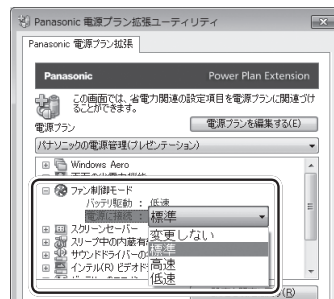 Panasonic 電源プラン拡張ユーティリティ
Panasonic 電源プラン拡張
Panasonic
Power Plan Extension
この画面では、省電力関連の設定項目を電源プランに関連づけ
ることができます。
電源プラン
電源プランを編集する(E)
パナソニックの電源管理(プレゼンテーション)
Windows Aero
ファン制御モード
バッテリ駆動 : 低速
電源に接続 : 標準
変更しない
標準
高速
低速
スクリーンセーバー
スリープ中の内蔵有
サウンドドライバーの
インテル(R) ビデオド
(R)